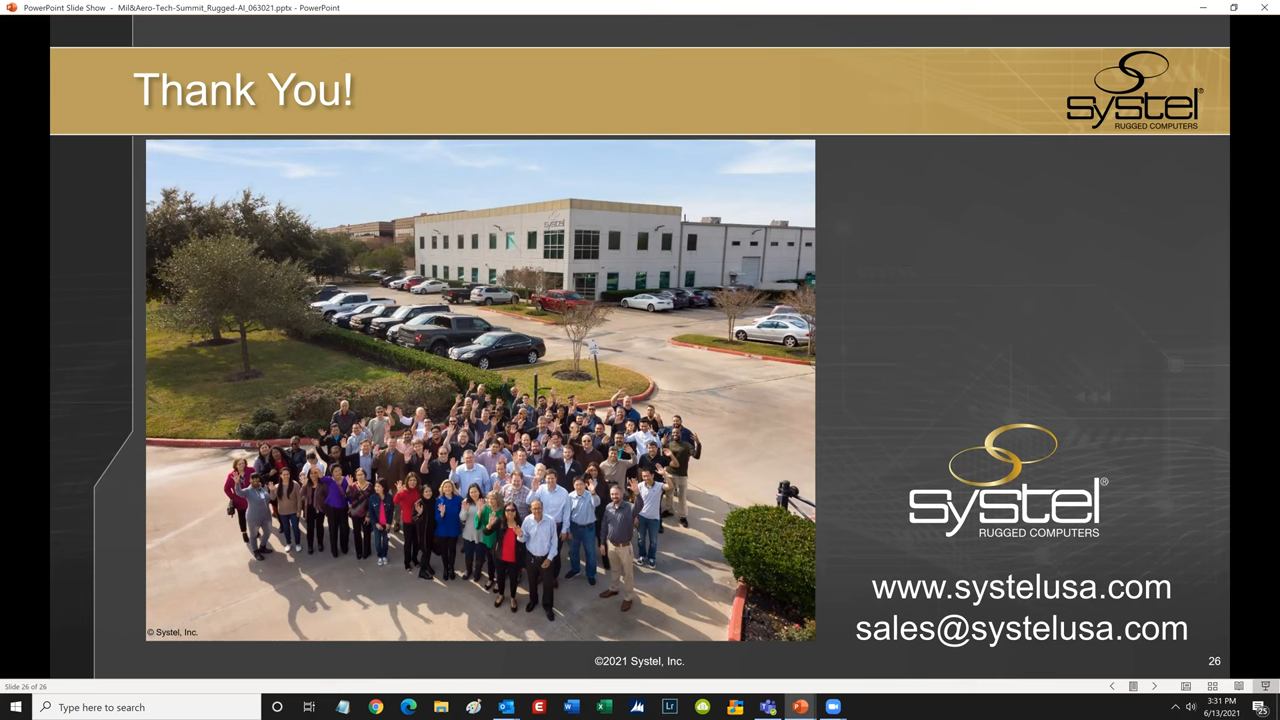 PowerPoint Slide Show - Mil&Aero-Tech-Summit_Rugged-AI_063021.pptx - PowerPoint
Thank You!
systel®
RUGGED COMPUTERS
systel
systel®
RUGGED COMPUTERS
www.systelusa.com
sales@systelusa.com
© Systel, Inc.
©2021 Systel, Inc.
26
Slide 26 of 26
Type here to search
3:31 PM
6/13/2021
25